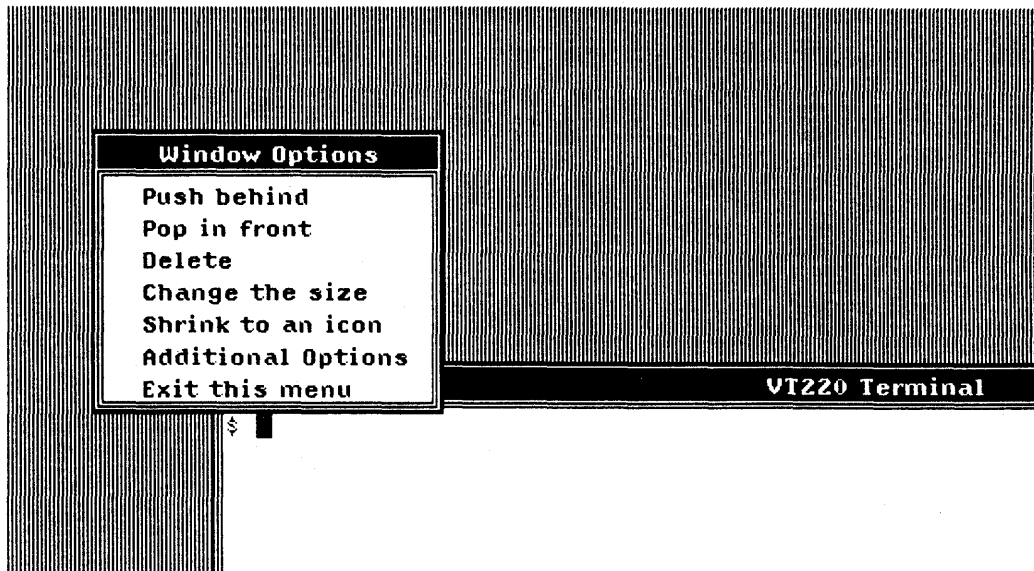 Window Options
Push behind
Pop in front
Delete
Change the size
Shrink to an icon
Additional Options
Exit this menu
VT220 Terminal
$